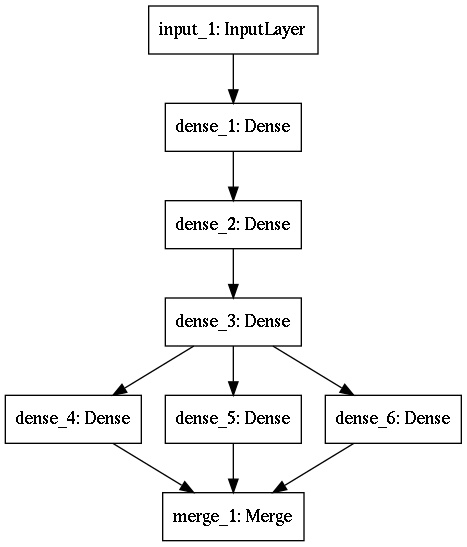 input_1: InputLayer
dense_1: Dense
dense_2: Dense
dense_3: Dense
dense_4: Dense
dense_5: Dense
dense_6: Dense
merge_1: Merge